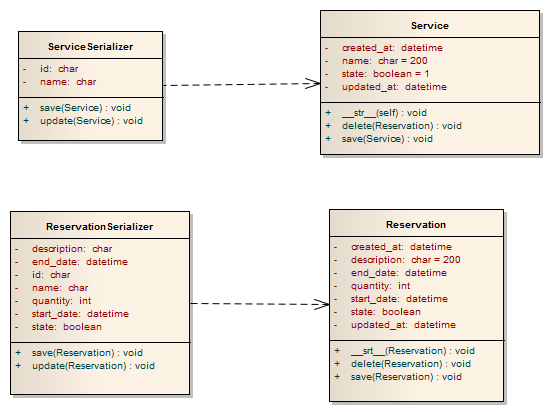 ServiceSerializer
- id: char
- name: char
+ save(Service) : void
+ update(Service) : void
Service
- created_at: datetime
- name: char = 200
- state: boolean = 1
- updated_at: datetime
+ __str__(self) : void
+ delete(Reservation) : void
+ save(Service) : void
ReservationSerializer
- description: char
- end_date: datetime
- id: char
- name: char
- quantity: int
- start_date: datetime
- state: boolean
+ save(Reservation) : void
+ update(Reservation) : void
Reservation
- created_at: datetime
- description: char = 200
- end_date: datetime
- quantity: int
- start_date: datetime
- state: boolean
- updated_at: datetime
+ __srt__(Reservation) : void
+ delete(Reservation) : void
+ save(Reservation) : void